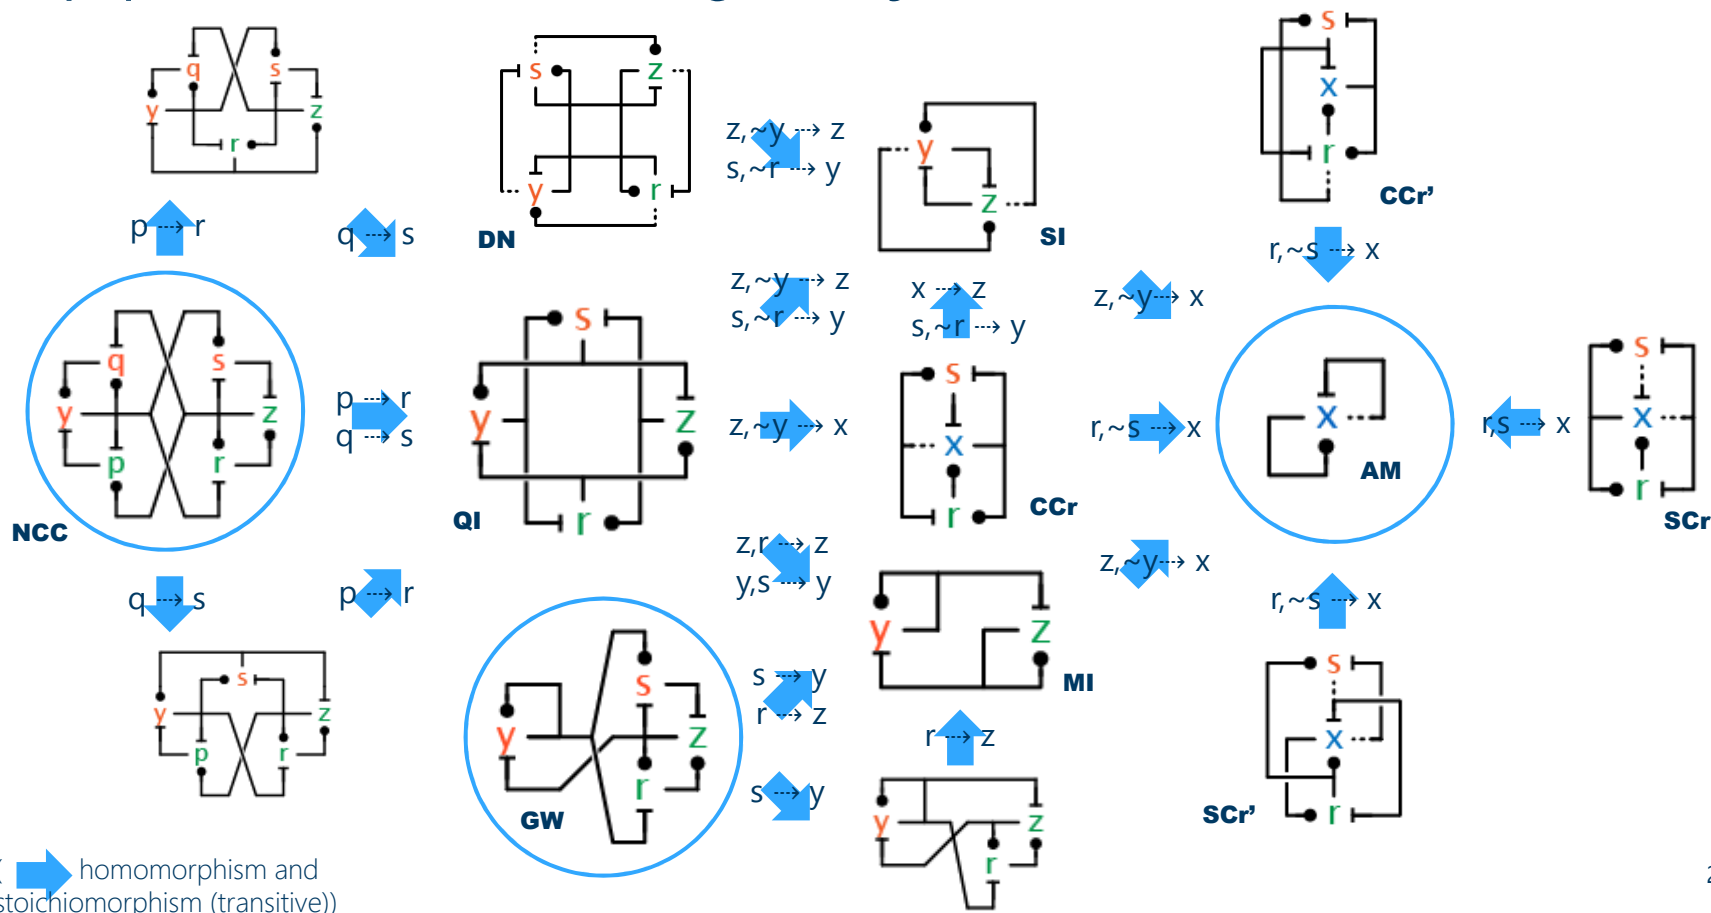 q s
y z
r
p ⇢ r
q ⇢ s
q s
y z
p r
NCC
q ⇢ s
p ⇢ r
s
y z
p r
s z
y r
DN
p ⇢ r
q ⇢ s
s
y z
r
QI
y s z
r
GW
z,~y ⇢ z
s,~r ⇢ y
z,~y ⇢ z
s,~r ⇢ y
z,~y ⇢ x
z,r ⇢ z
y,s ⇢ y
s ⇢ y
r ⇢ z
s ⇢ y
y
z
SI
x ⇢ z
s,~r ⇢ y
s
x
r
CCr
y z
MI
r ⇢ z
y z
r
z,~y ⇢ x
r,~s ⇢ x
z,~y ⇢ x
s
x
r
CCr’
r,~s ⇢ x
x
AM
r,~s ⇢ x
s
x
r
SCr’
r,s ⇢ x
s
x
r
SCr
homomorphism and
stoichiomorphism (transitive))